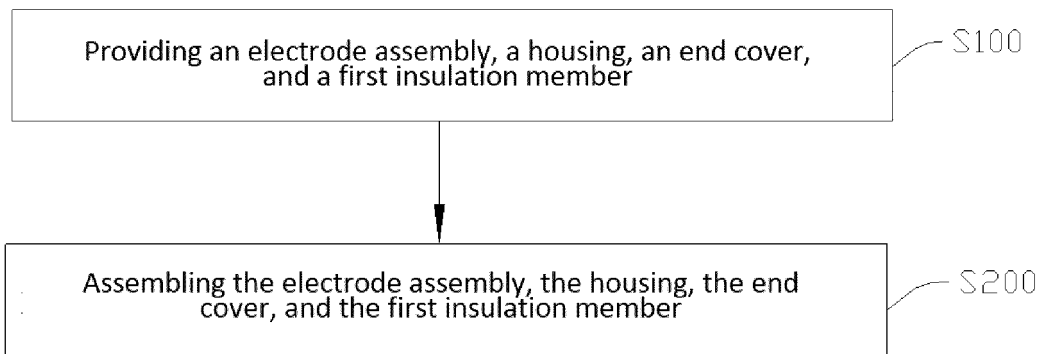 Providing an electrode assembly, a housing, an end cover,
and a first insulation member
S100
Assembling the electrode assembly, the housing, the end
cover, and the first insulation member
S200